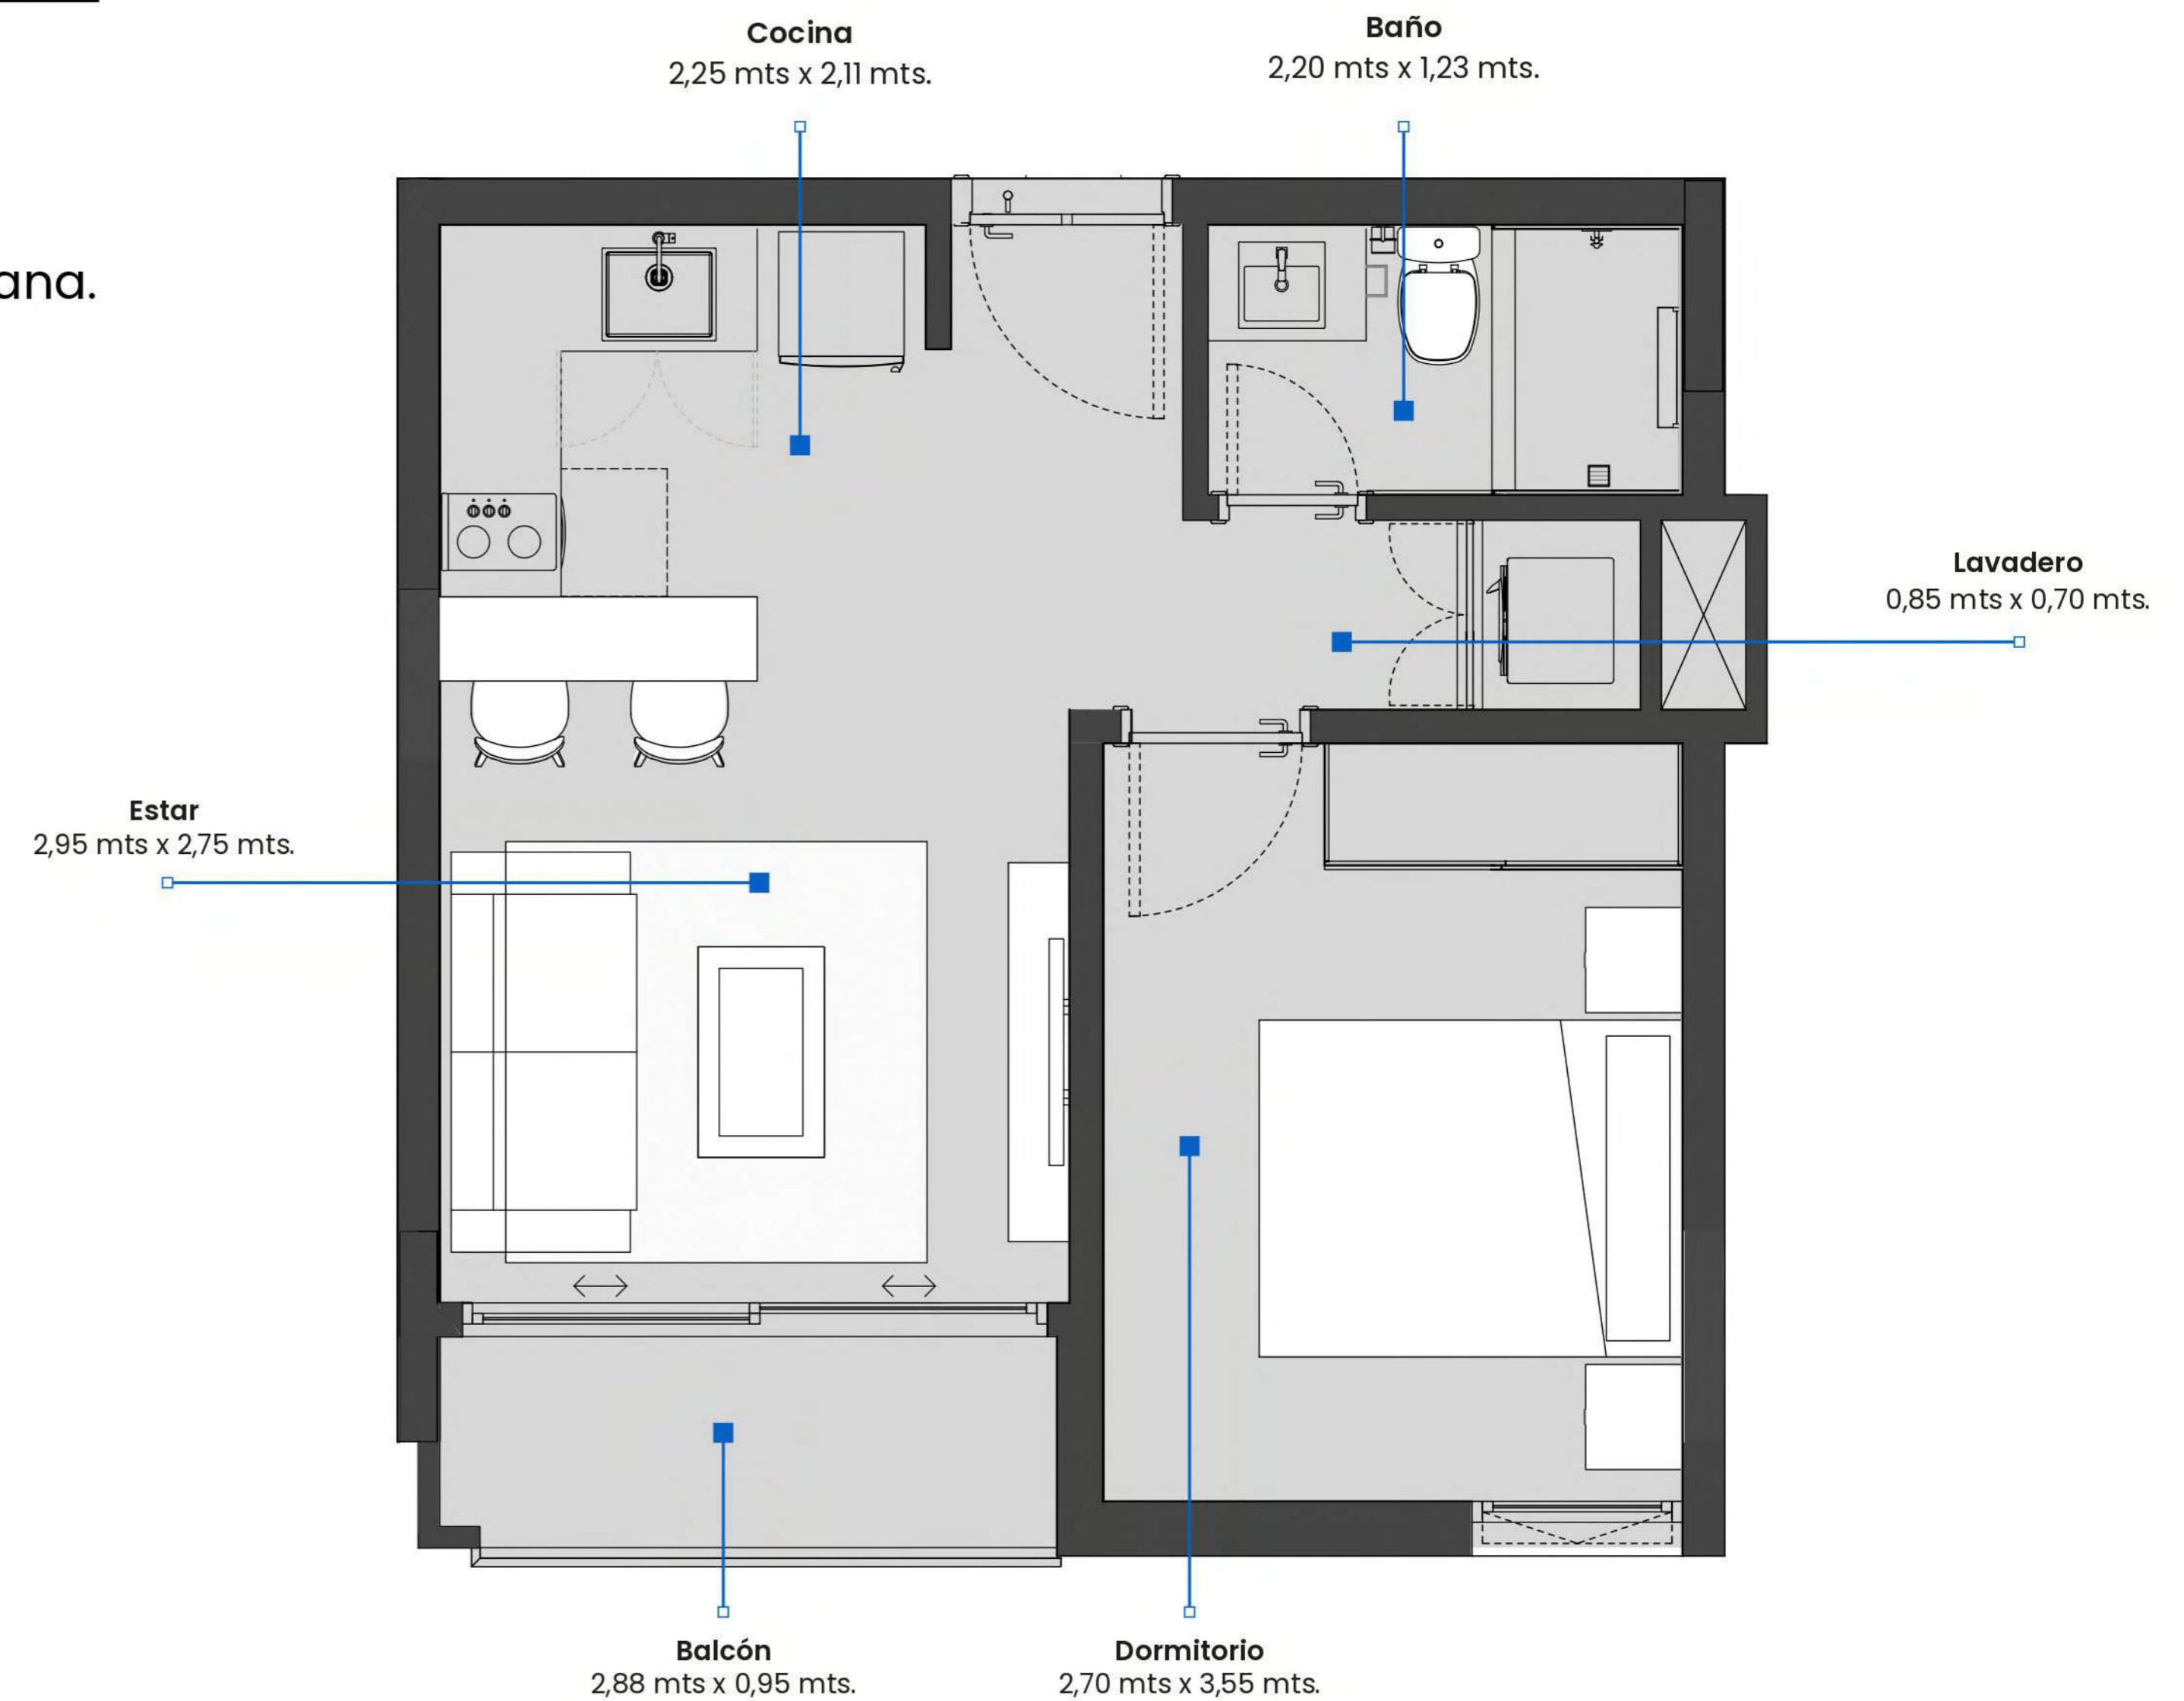 Cocina
2,25 mts x 2,11 mts.
Baño
2,20 mts x 1,23 mts.
ana.
Lavadero
0,85 mts x 0,70 mts.
Estar
2,95 mts x 2,75 mts.
Balcón
2,88 mts x 0,95 mts.
Dormitorio
2,70 mts x 3,55 mts.